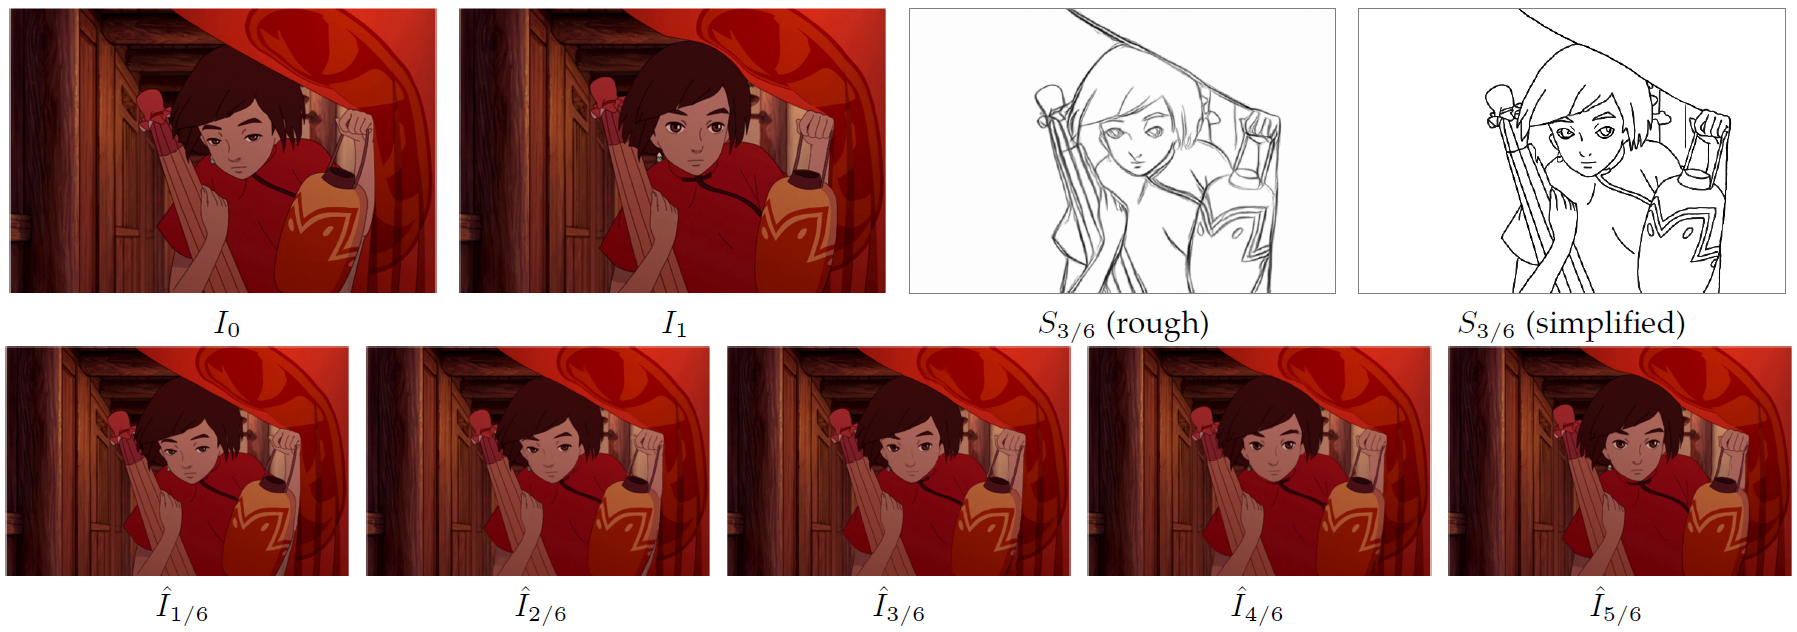 I₀ I₁ S₃/₆ (rough) S₃/₆ (simplified)
Î₁/₆ Î₂/₆ Î₃/₆ Î₄/₆ Î₅/₆